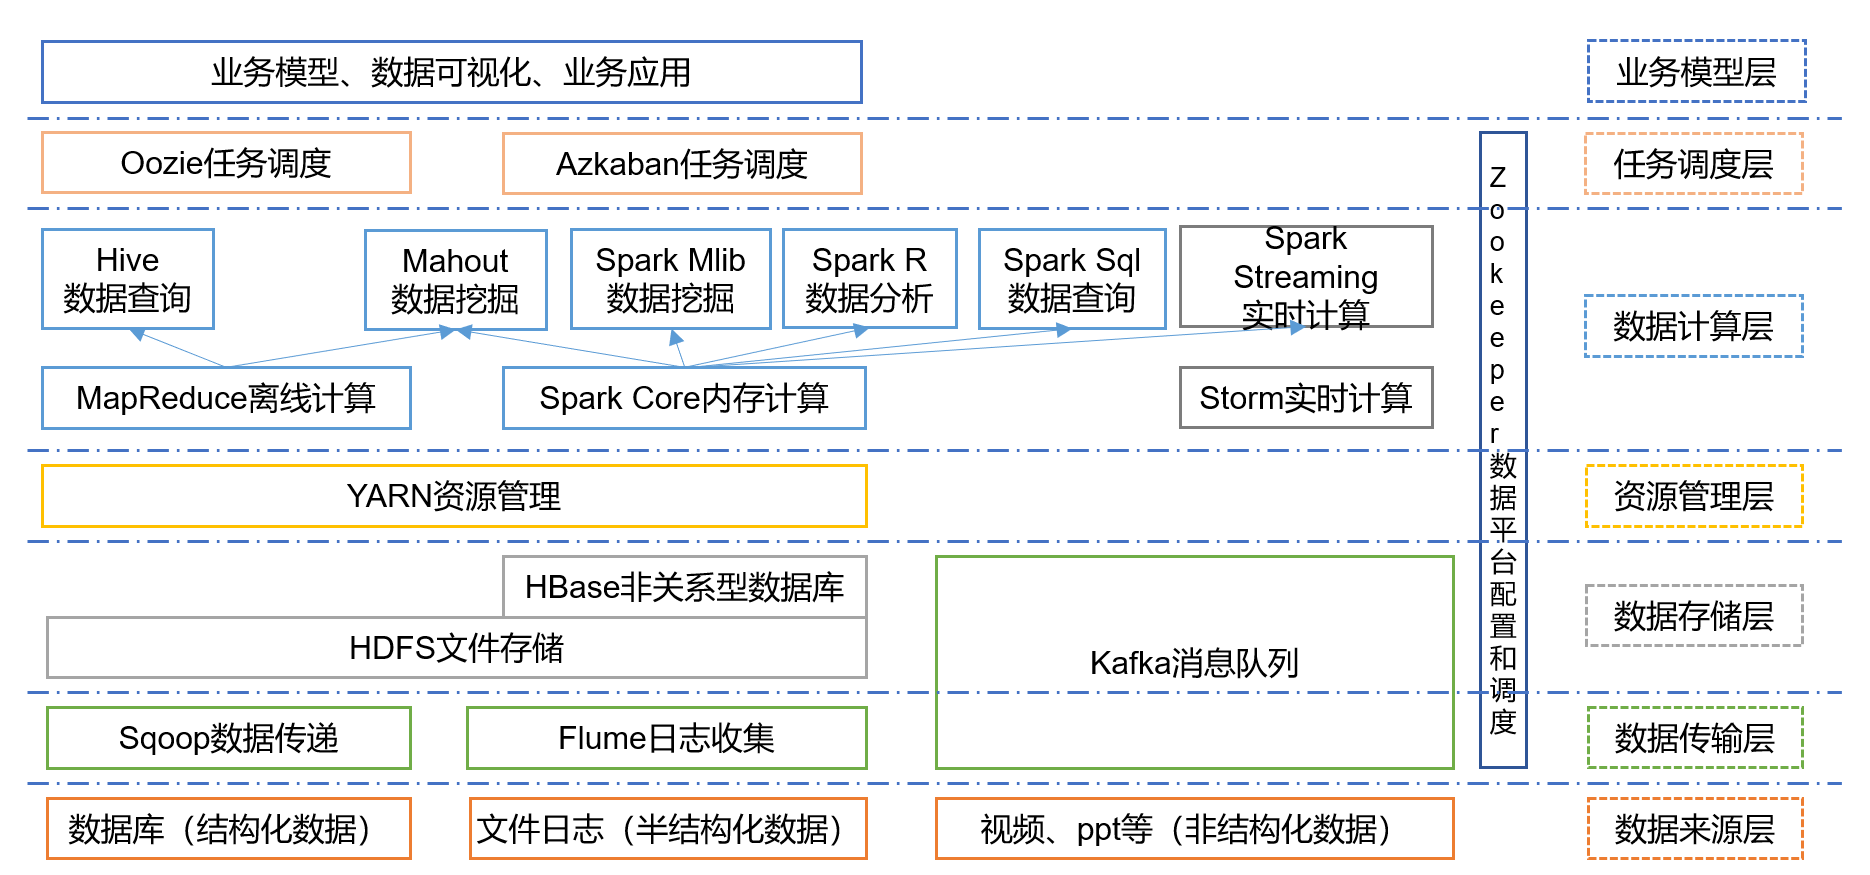 业务模型、数据可视化、业务应用
业务模型层
Oozie任务调度
Azkaban任务调度
任务调度层
Hive
数据查询
Mahout
数据挖掘
Spark Mlib
数据挖掘
Spark R
数据分析
Spark Sql
数据查询
Spark
Streaming
实时计算
数据计算层
MapReduce离线计算
Spark Core内存计算
Storm实时计算
Zookeeper数据平台配置和调度
YARN资源管理
资源管理层
HBase非关系型数据库
HDFS文件存储
Kafka消息队列
数据存储层
Sqoop数据传递
Flume日志收集
数据传输层
数据库（结构化数据）
文件日志（半结构化数据）
视频、ppt等（非结构化数据）
数据来源层